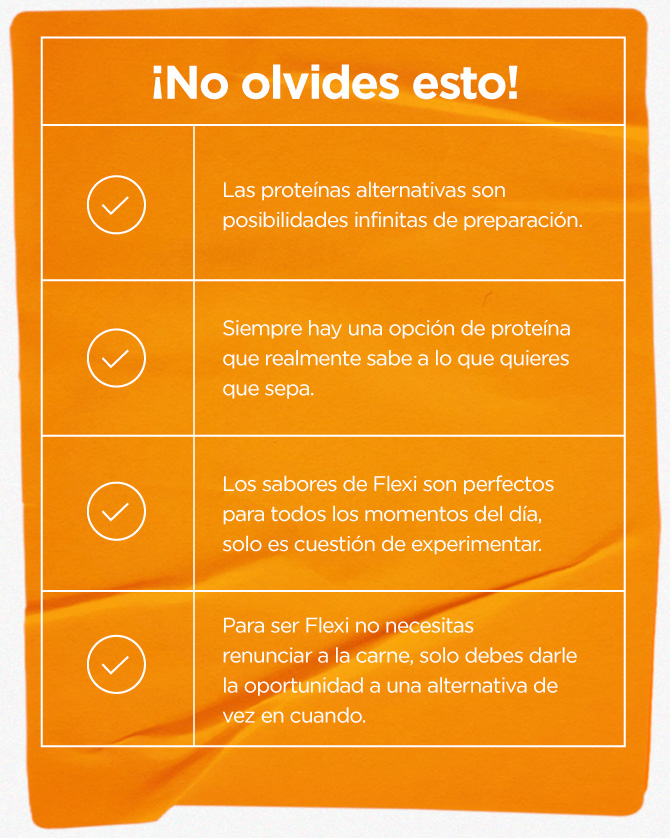 ¡No olvides esto!
Las proteínas alternativas son
posibilidades infinitas de preparación.
Siempre hay una opción de proteína
que realmente sabe a lo que quieres
que sepa.
Los sabores de Flexi son perfectos
para todos los momentos del día,
solo es cuestión de experimentar.
Para ser Flexi no necesitas
renunciar a la carne, solo debes darle
la oportunidad a una alternativa de
vez en cuando.